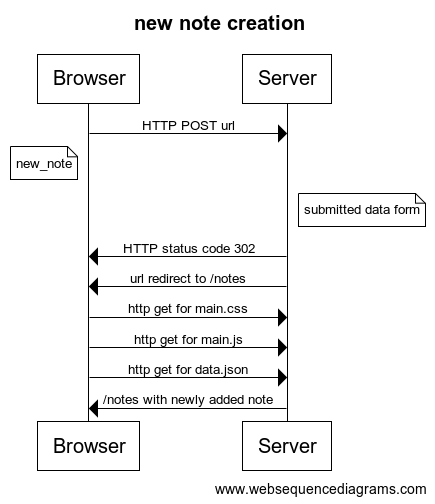 new note creation
Browser
Server
HTTP POST url
new_note
submitted data form
HTTP status code 302
url redirect to /notes
http get for main.css
http get for main.js
http get for data.json
/notes with newly added note
Browser
Server
www.websequencediagrams.com